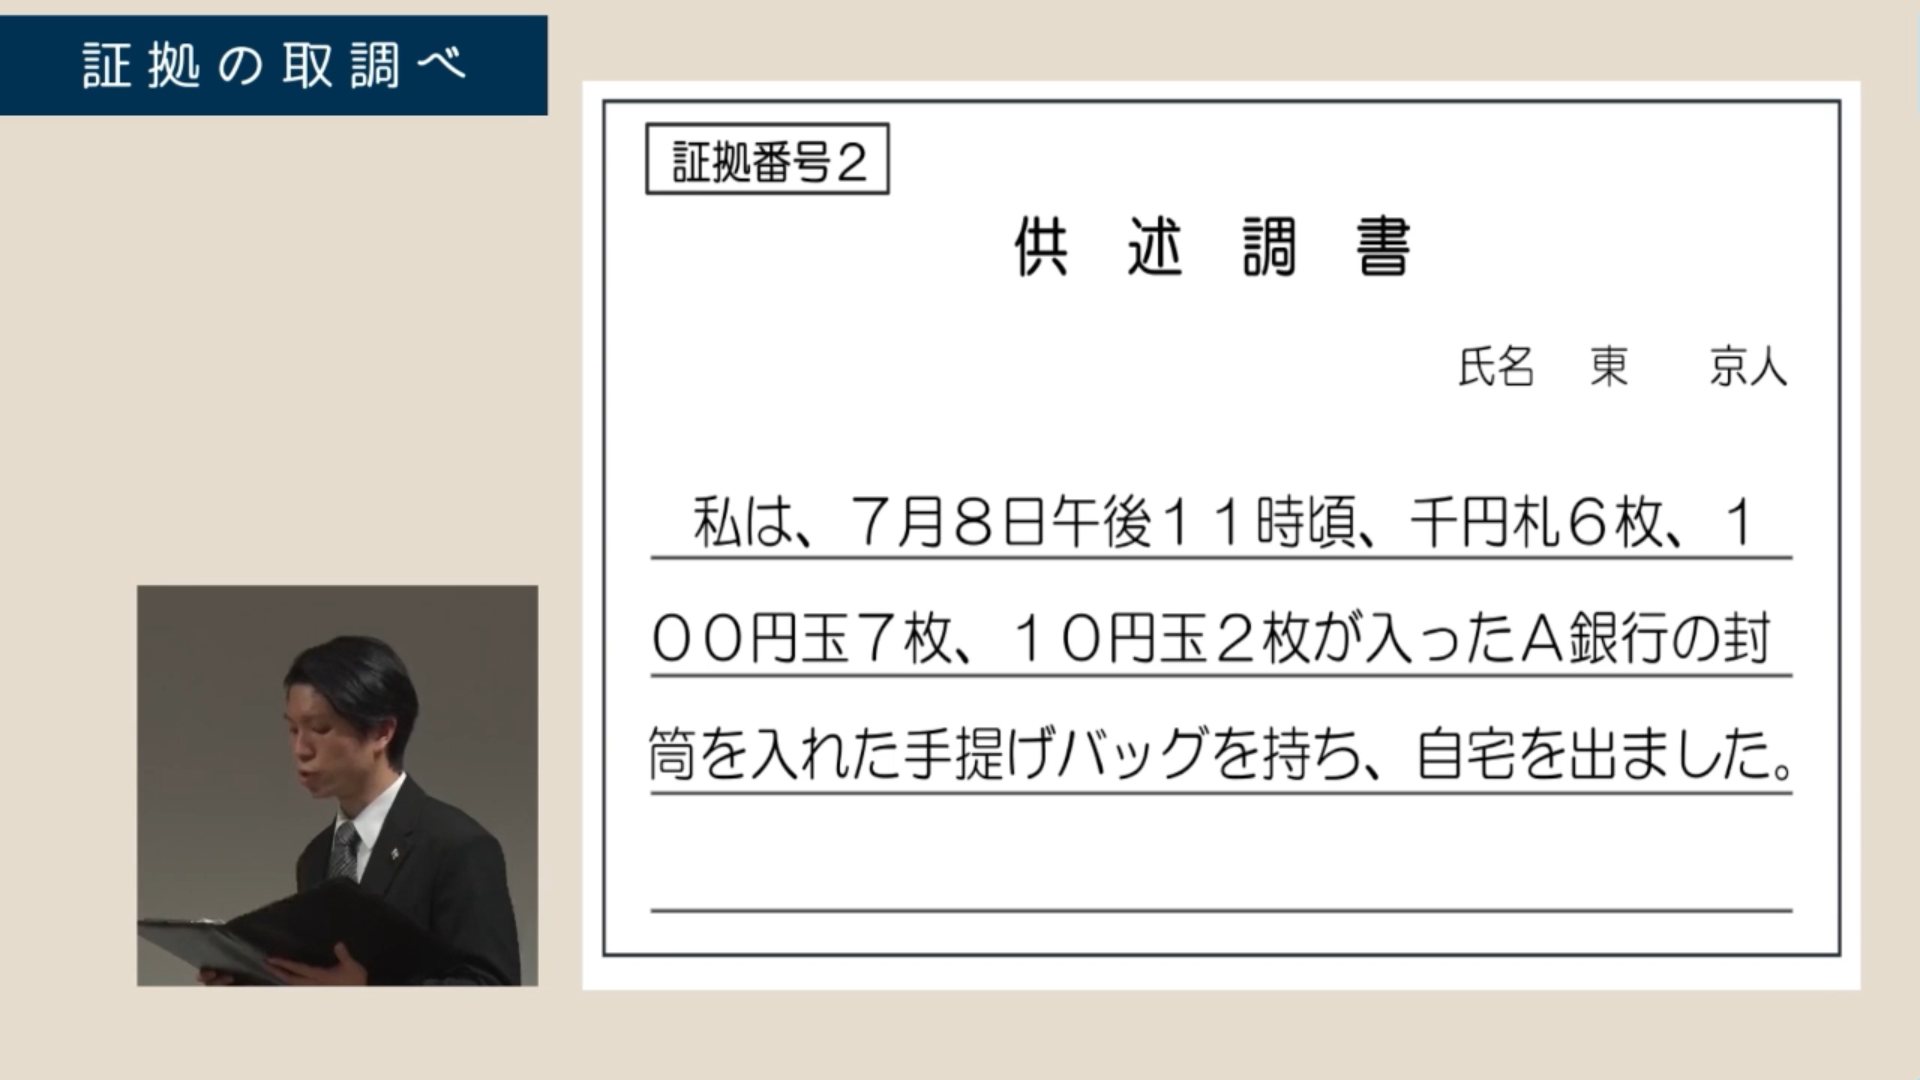 証拠の取調べ
証拠番号2
供述調書
氏名　東　京人
私は、7月8日午後11時頃、千円札6枚、1
00円玉7枚、10円玉2枚が入ったA銀行の封
筒を入れた手提げバッグを持ち、自宅を出ました。